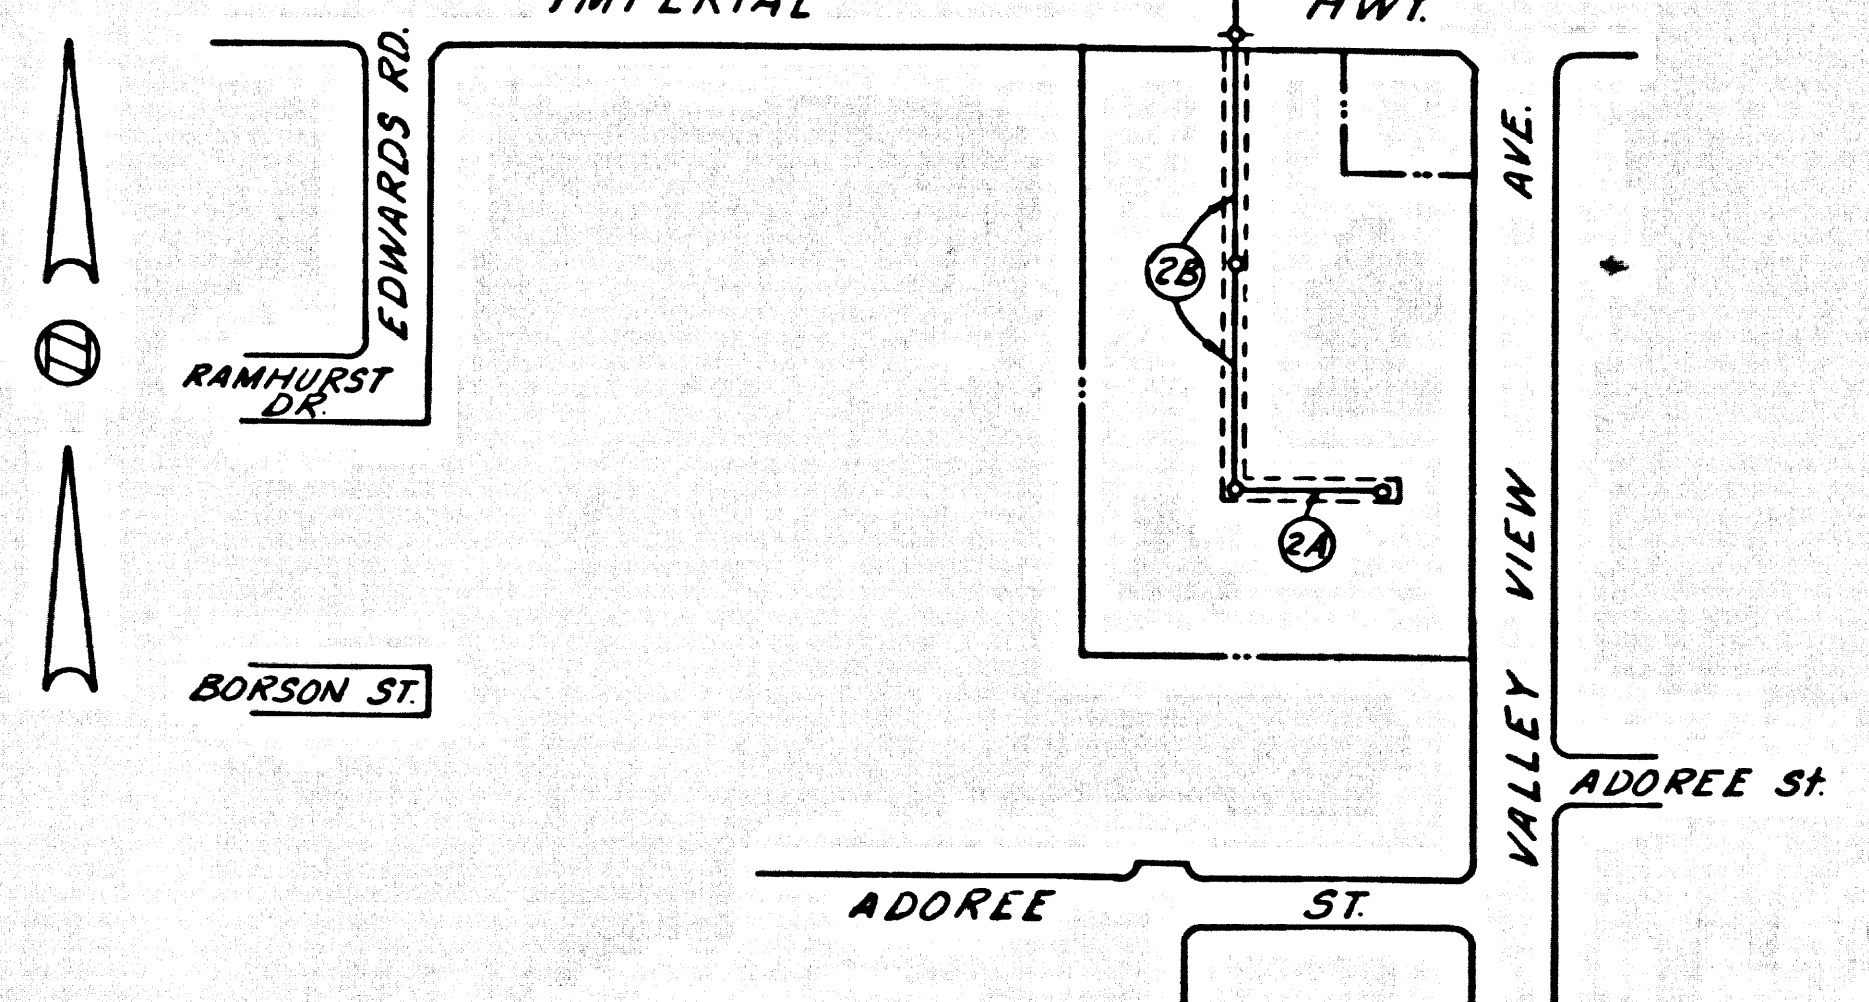 IMPERIAL HWY.
EDWARDS RD.
RAMHURST
DR.
BORSON ST.
2B
2A
VALLEY VIEW AVE.
ADOREE St.
ADOREE ST.
N